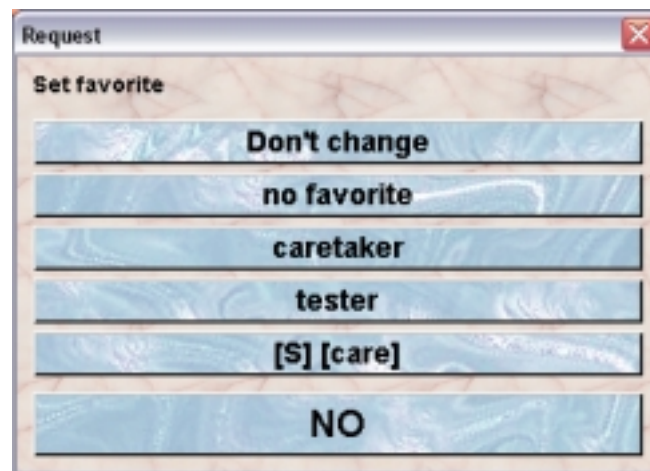 Request
Set favorite
Don't change
no favorite
caretaker
tester
[S] [care]
NO